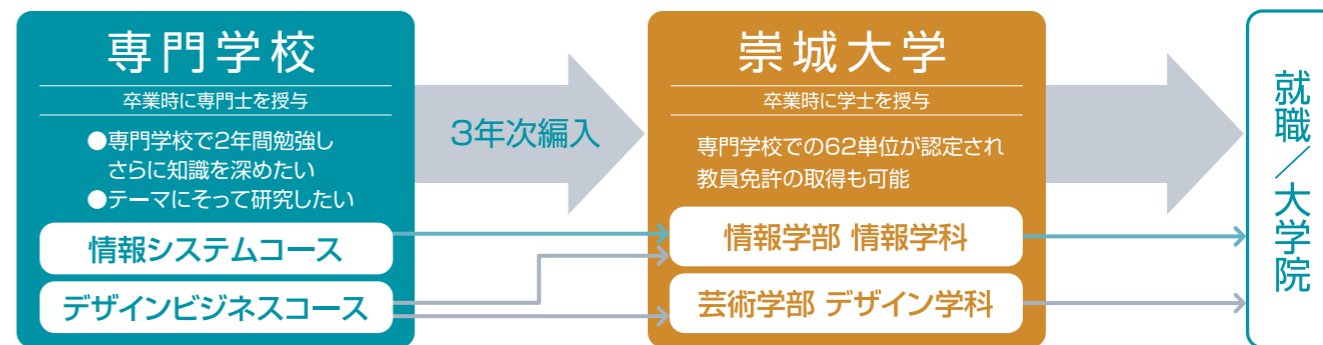 専門学校
卒業時に専門士を授与
●専門学校で2年間勉強し
さらに知識を深めたい
●テーマにそって研究したい
情報システムコース
デザインビジネスコース
3年次編入
崇城大学
卒業時に学士を授与
専門学校での62単位が認定され
教員免許の取得も可能
情報学部 情報学科
芸術学部 デザイン学科
就職／大学院